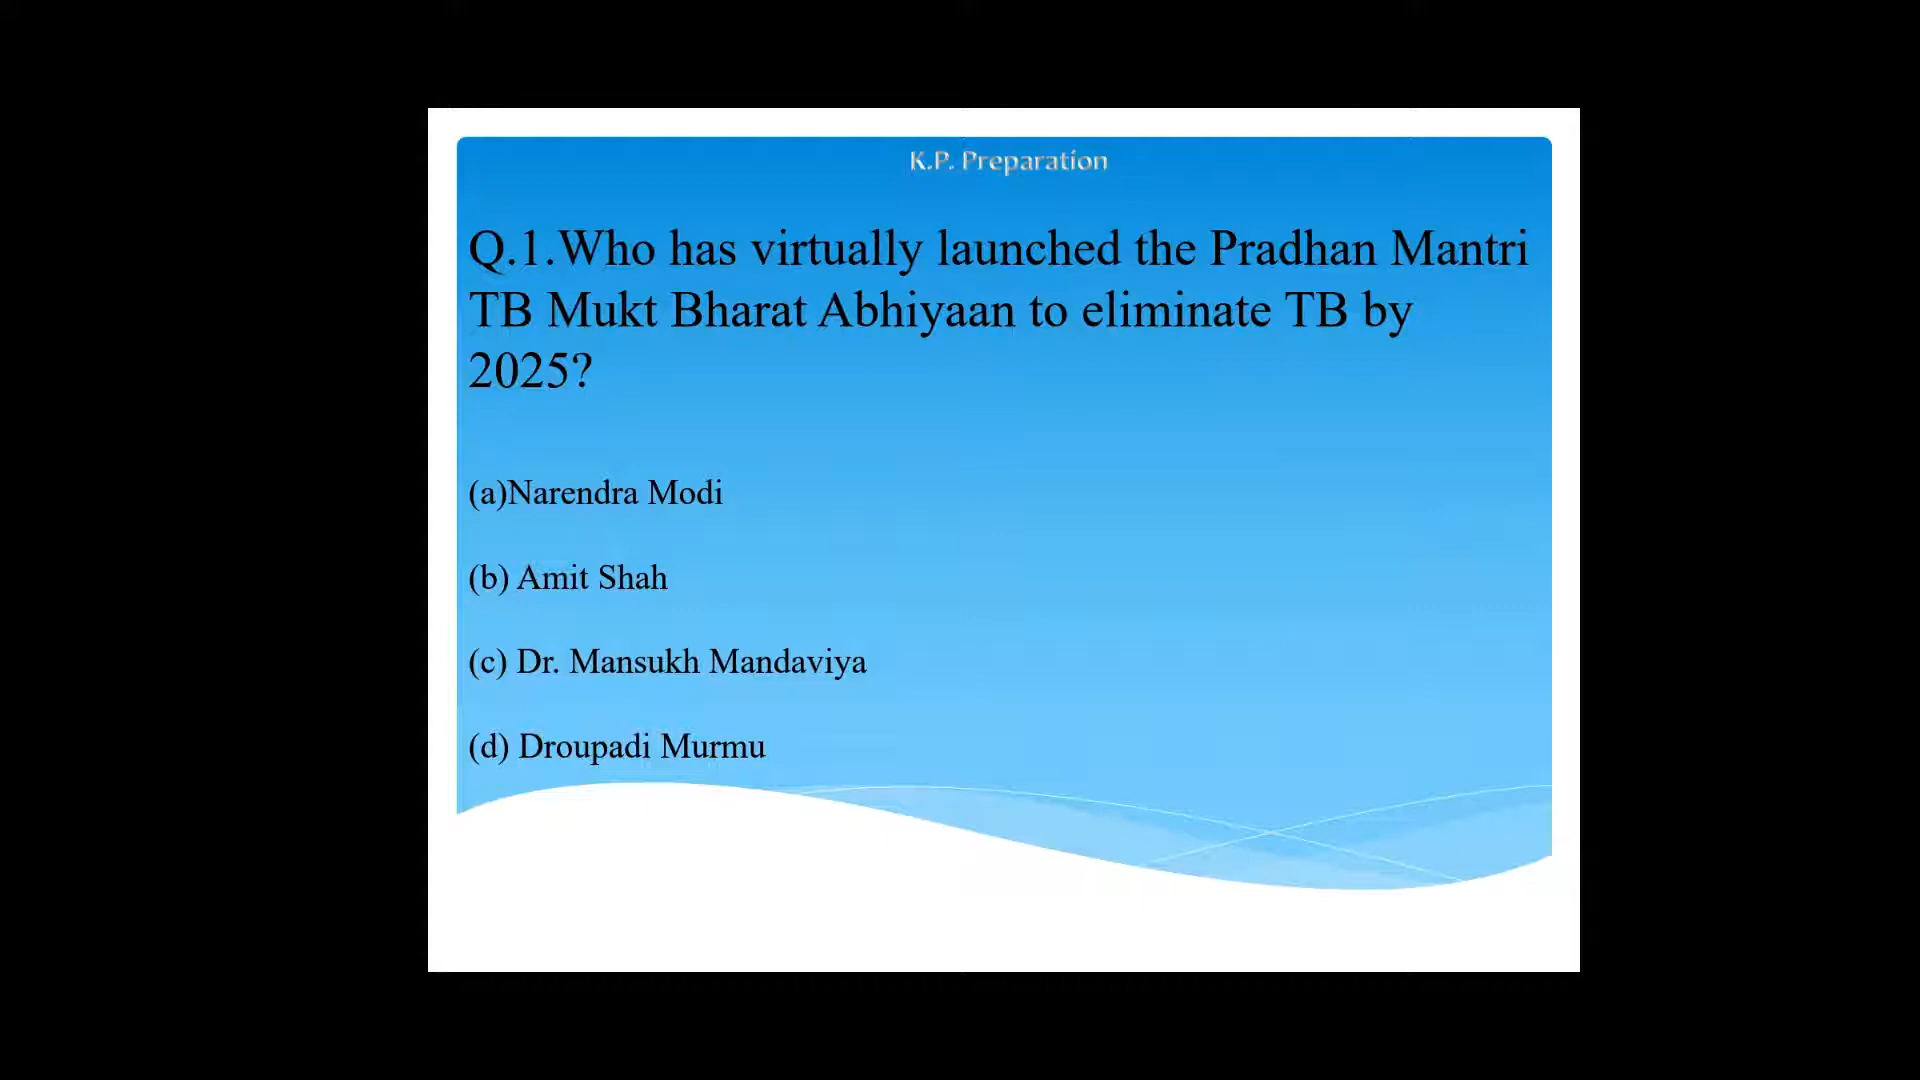 K.P. Preparation
Q.1.Who has virtually launched the Pradhan Mantri
TB Mukt Bharat Abhiyaan to eliminate TB by
2025?
(a)Narendra Modi
(b) Amit Shah
(c) Dr. Mansukh Mandaviya
(d) Droupadi Murmu